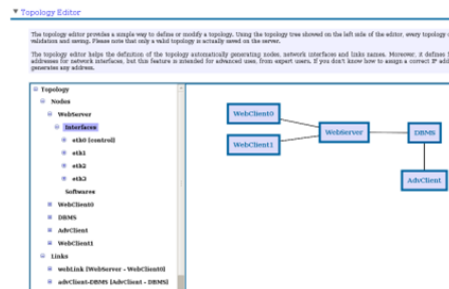 Topology Editor
The topology editor provides a simple way to define or modify a topology. Using the topology tree showed on the left side of the editor, every topology
validation and saving. Please note that only a valid topology is actually saved on the server.
The topology editor helps the definition of the topology automatically generating nodes, network interfaces and links names. Moreover, it defines
addresses for network interfaces, but this feature is intended for advanced uses, from expert users. If you don't know how to assign a correct IP
generates any address.
Topology
Nodes
WebServer
Interfaces
eth0 (control)
eth1
eth2
eth3
Softwares
WebClient0
DBMS
AdvClient
WebClient1
Links
webLink [WebServer - WebClient0]
advClient-DBMS [AdvClient - DBMS]
WebClient0
WebClient1
WebServer
DBMS
AdvClient